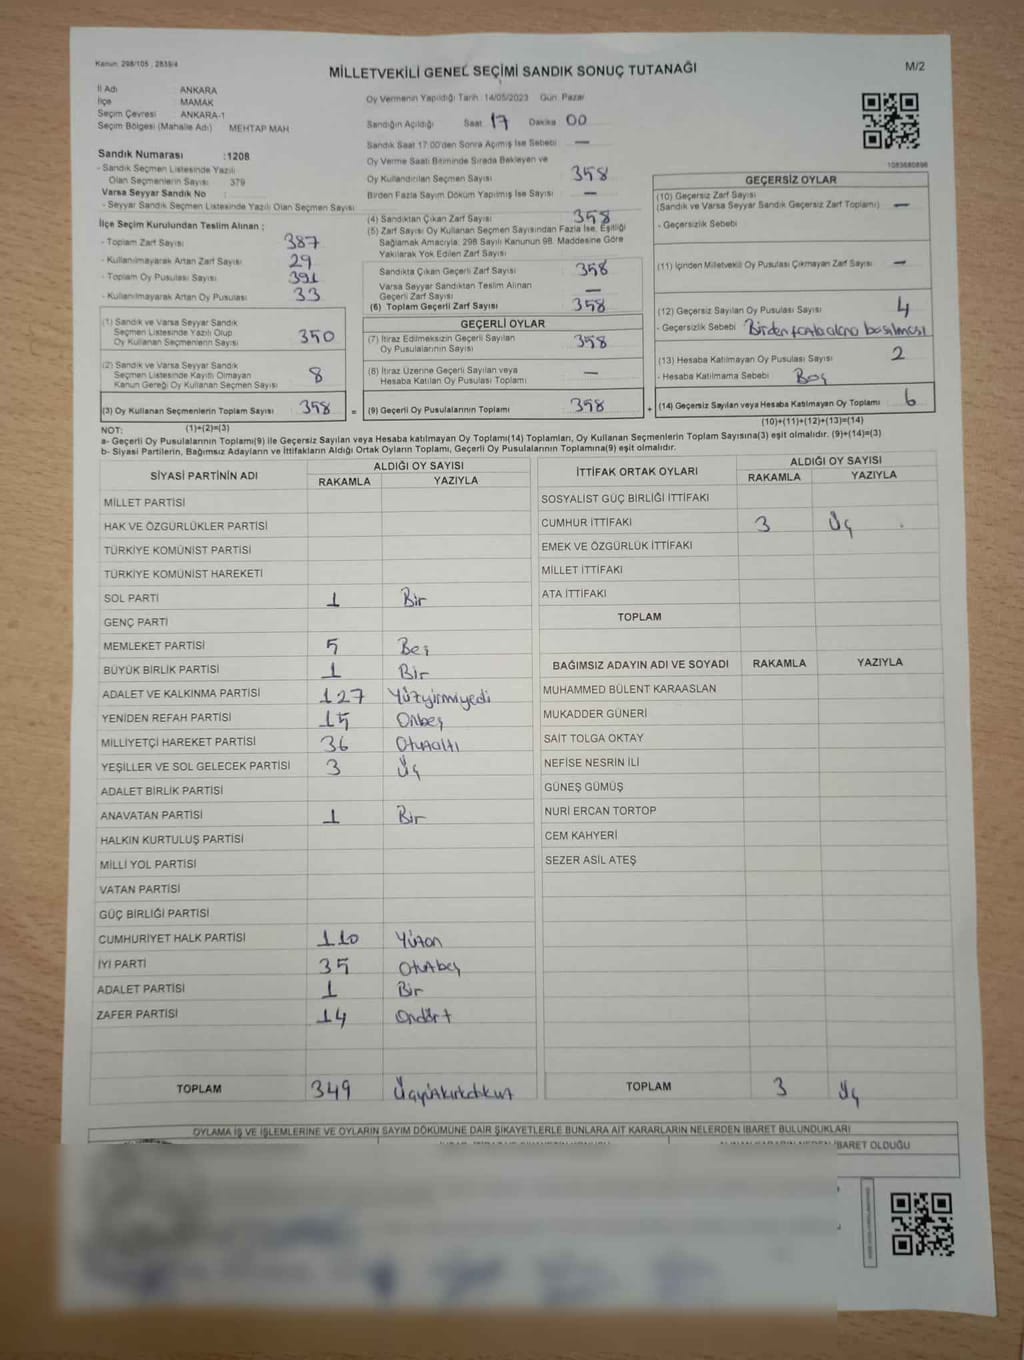 Kanun: 298/105 , 2839/4
MİLLETVEKİLİ GENEL SEÇİMİ SANDIK SONUÇ TUTANAĞI
M/2
İl Adı : ANKARA
İlçe : MAMAK
Seçim Çevresi : ANKARA-1
Seçim Bölgesi (Mahalle Adı) : MEHTAP MAH.
Sandık Numarası :1208
- Sandık Seçmen Listesinde Yazılı
Olan Seçmenlerin Sayısı : 379
Varsa Seyyar Sandık No :
- Seyyar Sandık Seçmen Listesinde Yazılı Olan Seçmen Sayısı :
İlçe Seçim Kurulundan Teslim Alınan ;
- Toplam Zarf Sayısı 387
- Kullanılmayarak Artan Zarf Sayısı 29
- Toplam Oy Pusulası Sayısı 391
- Kullanılmayarak Artan Oy Pusulası 33
(1) Sandık ve Varsa Seyyar Sandık
Seçmen Listesinde Yazılı Olup
Oy Kullanan Seçmenlerin Sayısı 350
(2) Sandık ve Varsa Seyyar Sandık
Seçmen Listesinde Kayıtlı Olmayan
Kanun Gereği Oy Kullanan Seçmen Sayısı 8
(3) Oy Kullanan Seçmenlerin Toplam Sayısı 358
Oy Vermenin Yapıldığı Tarih :14/05/2023 Gün: Pazar
Sandığın Açıldığı Saat 17 Dakika 00
Sandık Saat 17:00'den Sonra Açılmış İse Sebebi —
Oy Verme Saati Bitiminde Sırada Bekleyen ve
Oy Kullandırılan Seçmen Sayısı 358
Birden Fazla Sayım Döküm Yapılmış İse Sayısı —
(4) Sandıktan Çıkan Zarf Sayısı 358
(5) Zarf Sayısı Oy Kullanan Seçmen Sayısından Fazla İse, Eşitliği
Sağlamak Amacıyla; 298 Sayılı Kanunun 98. Maddesine Göre
Yakılarak Yok Edilen Zarf Sayısı
Sandıkta Çıkan Geçerli Zarf Sayısı 358
Varsa Seyyar Sandıktan Teslim Alınan
Geçerli Zarf Sayısı —
(6) Toplam Geçerli Zarf Sayısı 358
GEÇERLİ OYLAR
(7) İtiraz Edilmeksizin Geçerli Sayılan
Oy Pusulalarının Sayısı 358
(8) İtiraz Üzerine Geçerli Sayılan veya
Hesaba Katılan Oy Pusulası Toplamı —
= (9) Geçerli Oy Pusulalarının Toplamı 358
1083680896
GEÇERSİZ OYLAR
(10) Geçersiz Zarf Sayısı
(Sandık ve Varsa Seyyar Sandık Geçersiz Zarf Toplamı) —
- Geçersizlik Sebebi
(11) İçinden Milletvekili Oy Pusulası Çıkmayan Zarf Sayısı —
(12) Geçersiz Sayılan Oy Pusulası Sayısı 4
- Geçersizlik Sebebi Birden fazla alana basılması
(13) Hesaba Katılmayan Oy Pusulası Sayısı 2
- Hesaba Katılmama Sebebi Boş
+ (14) Geçersiz Sayılan veya Hesaba Katılmayan Oy Toplamı 6
NOT: (1)+(2)=(3)
(10)+(11)+(12)+(13)=(14)
a- Geçerli Oy Pusulalarının Toplamı(9) ile Geçersiz Sayılan veya Hesaba katılmayan Oy Toplamı(14) Toplamları, Oy Kullanan Seçmenlerin Toplam Sayısına(3) eşit olmalıdır. (9)+(14)=(3)
b- Siyasi Partilerin, Bağımsız Adayların ve İttifakların Aldığı Ortak Oyların Toplamı, Geçerli Oy Pusulalarının Toplamına(9) eşit olmalıdır.
SİYASİ PARTİNİN ADI ALDIĞI OY SAYISI
RAKAMLA YAZIYLA
MİLLET PARTİSİ
HAK VE ÖZGÜRLÜKLER PARTİSİ
TÜRKİYE KOMÜNİST PARTİSİ
TÜRKİYE KOMÜNİST HAREKETİ
SOL PARTİ 1 Bir
GENÇ PARTİ
MEMLEKET PARTİSİ 5 Beş
BÜYÜK BİRLİK PARTİSİ 1 Bir
ADALET VE KALKINMA PARTİSİ 127 Yüzyirmiyedi
YENİDEN REFAH PARTİSİ 15 Onbeş
MİLLİYETÇİ HAREKET PARTİSİ 36 Otuzaltı
YEŞİLLER VE SOL GELECEK PARTİSİ 3 Üç
ADALET BİRLİK PARTİSİ
ANAVATAN PARTİSİ 1 Bir
HALKIN KURTULUŞ PARTİSİ
MİLLİ YOL PARTİSİ
VATAN PARTİSİ
GÜÇ BİRLİĞİ PARTİSİ
CUMHURİYET HALK PARTİSİ 110 Yüzon
İYİ PARTİ 35 Otuzbeş
ADALET PARTİSİ 1 Bir
ZAFER PARTİSİ 14 Ondört
TOPLAM 349 Üçyüzkırkdokuz
İTTİFAK ORTAK OYLARI ALDIĞI OY SAYISI
RAKAMLA YAZIYLA
SOSYALİST GÜÇ BİRLİĞİ İTTİFAKI
CUMHUR İTTİFAKI 3 Üç
EMEK VE ÖZGÜRLÜK İTTİFAKI
MİLLET İTTİFAKI
ATA İTTİFAKI
TOPLAM
BAĞIMSIZ ADAYIN ADI VE SOYADI RAKAMLA YAZIYLA
MUHAMMED BÜLENT KARAASLAN
MUKADDER GÜNERİ
SAİT TOLGA OKTAY
NEFİSE NESRİN İLİ
GÜNEŞ GÜMÜŞ
NURİ ERCAN TORTOP
CEM KAHYERİ
SEZER ASİL ATEŞ
TOPLAM 3 Üç
OYLAMA İŞ VE İŞLEMLERİNE VE OYLARIN SAYIM DÖKÜMÜNE DAİR ŞİKAYETLERLE BUNLARA AİT KARARLARIN NELERDEN İBARET BULUNDUKLARI
İBARET OLDUĞU